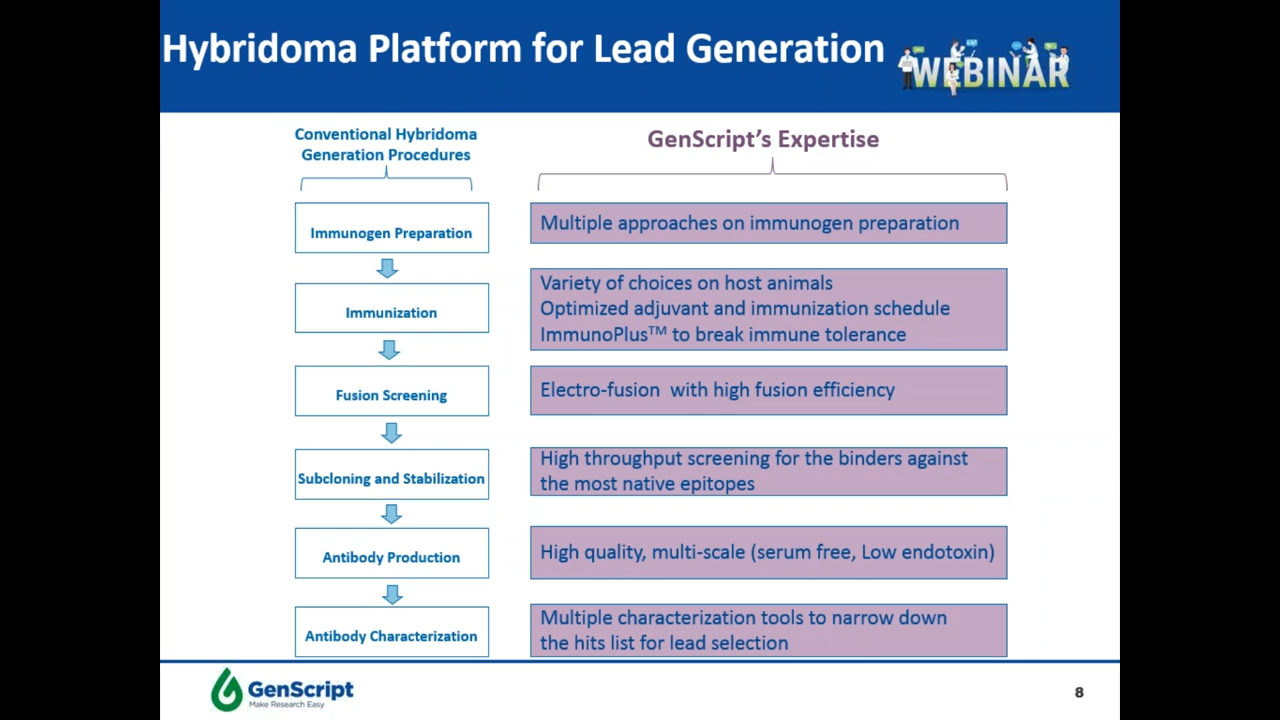 Hybridoma Platform for Lead Generation
WEBINAR
Conventional Hybridoma
Generation Procedures
GenScript’s Expertise
Immunogen Preparation
Multiple approaches on immunogen preparation
Immunization
Variety of choices on host animals
Optimized adjuvant and immunization schedule
ImmunoPlus™ to break immune tolerance
Fusion Screening
Electro-fusion  with high fusion efficiency
Subcloning and Stabilization
High throughput screening for the binders against
the most native epitopes
Antibody Production
High quality, multi-scale (serum free, Low endotoxin)
Antibody Characterization
Multiple characterization tools to narrow down
the hits list for lead selection
GenScript
Make Research Easy
8